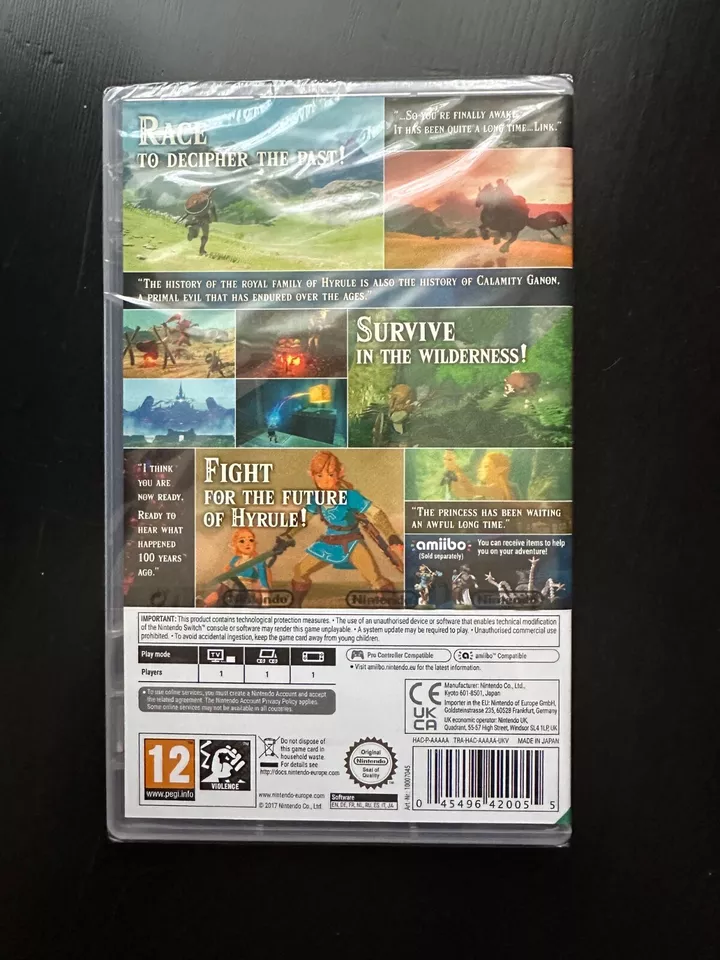 RACE
TO DECIPHER THE PAST!
"...SO YOU'RE FINALLY AWAKE.
IT HAS BEEN QUITE A LONG TIME...LINK."
"THE HISTORY OF THE ROYAL FAMILY OF HYRULE IS ALSO THE HISTORY OF CALAMITY GANON,
A PRIMAL EVIL THAT HAS ENDURED OVER THE AGES."
SURVIVE
IN THE WILDERNESS!
"I THINK
YOU ARE
NOW READY.
READY TO
HEAR WHAT
HAPPENED
100 YEARS
AGO."
FIGHT
FOR THE FUTURE
OF HYRULE!
"THE PRINCESS HAS BEEN WAITING
AN AWFUL LONG TIME."
amiibo
(Sold separately)
You can receive items to help
you on your adventure!
Nintendo Nintendo Nintendo
IMPORTANT: This product contains technological protection measures. • The use of an unauthorised device or software that enables technical modification
of the Nintendo Switch™ console or software may render this game unplayable. • A system update may be required to play. • Unauthorised commercial use
prohibited. • To avoid accidental ingestion, keep the game card away from young children.
Play mode TV
Players 1 1 1
Pro Controller Compatible amiibo™ Compatible
• Visit amiibo.nintendo.eu for the latest information.
• To use online services, you must create a Nintendo Account and accept
the related agreement. The Nintendo Account Privacy Policy applies.
Some online services may not be available in all countries.
CE
UK
CA
Manufacturer: Nintendo Co., Ltd.,
Kyoto 601-8501, Japan
Importer in the EU: Nintendo of Europe GmbH,
Goldsteinstrasse 235, 60528 Frankfurt, Germany
UK economic operator: Nintendo UK,
Quadrant, 55-57 High Street, Windsor SL4 1LP, UK
HAC-P-AAAAA TRA-HAC-AAAAA-UKV MADE IN JAPAN
12
www.pegi.info
VIOLENCE
Do not dispose of
this game card in
household waste.
For details see
http://docs.nintendo-europe.com
Original
Nintendo
Seal of
Quality
www.nintendo-europe.com
© 2017 Nintendo Co., Ltd.
Software
EN, DE, FR, NL, RU, ES, IT, JA
Art.-Nr.: 10007045
0 45496 42005 5